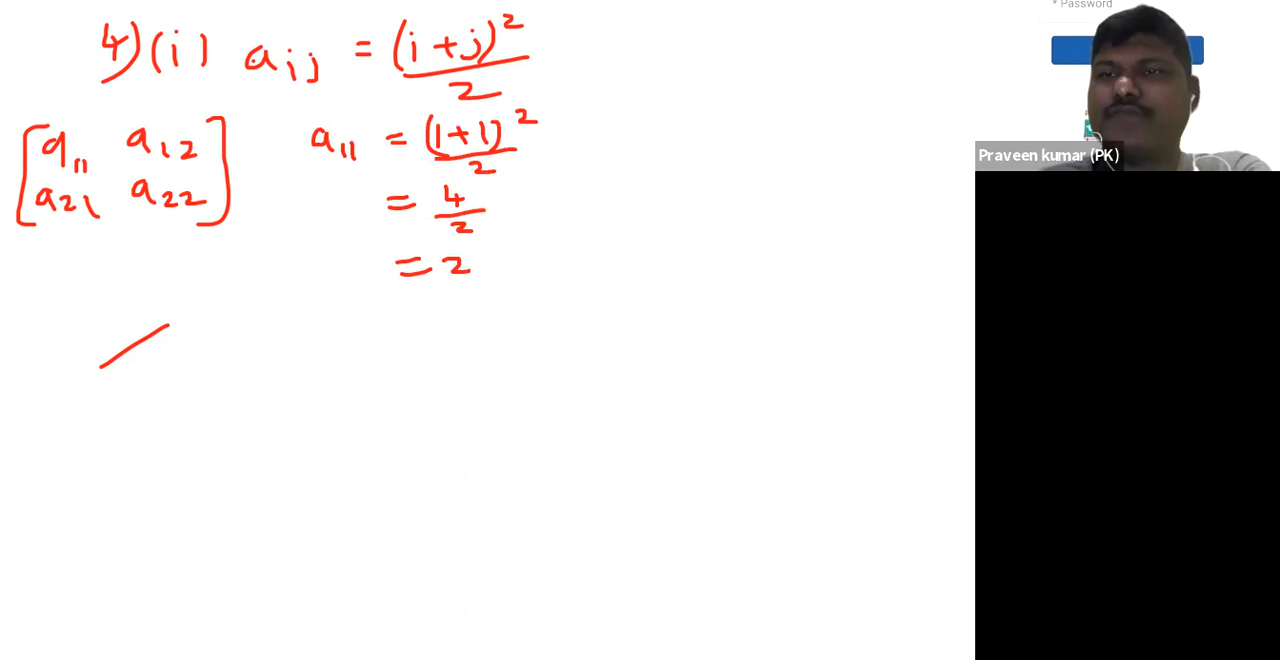 4)(i) aij = (i+j)²/2
[a11 a12
a21 a22]
a11 = (1+1)²/2
= 4/2
= 2
* Password
Praveen kumar (PK)